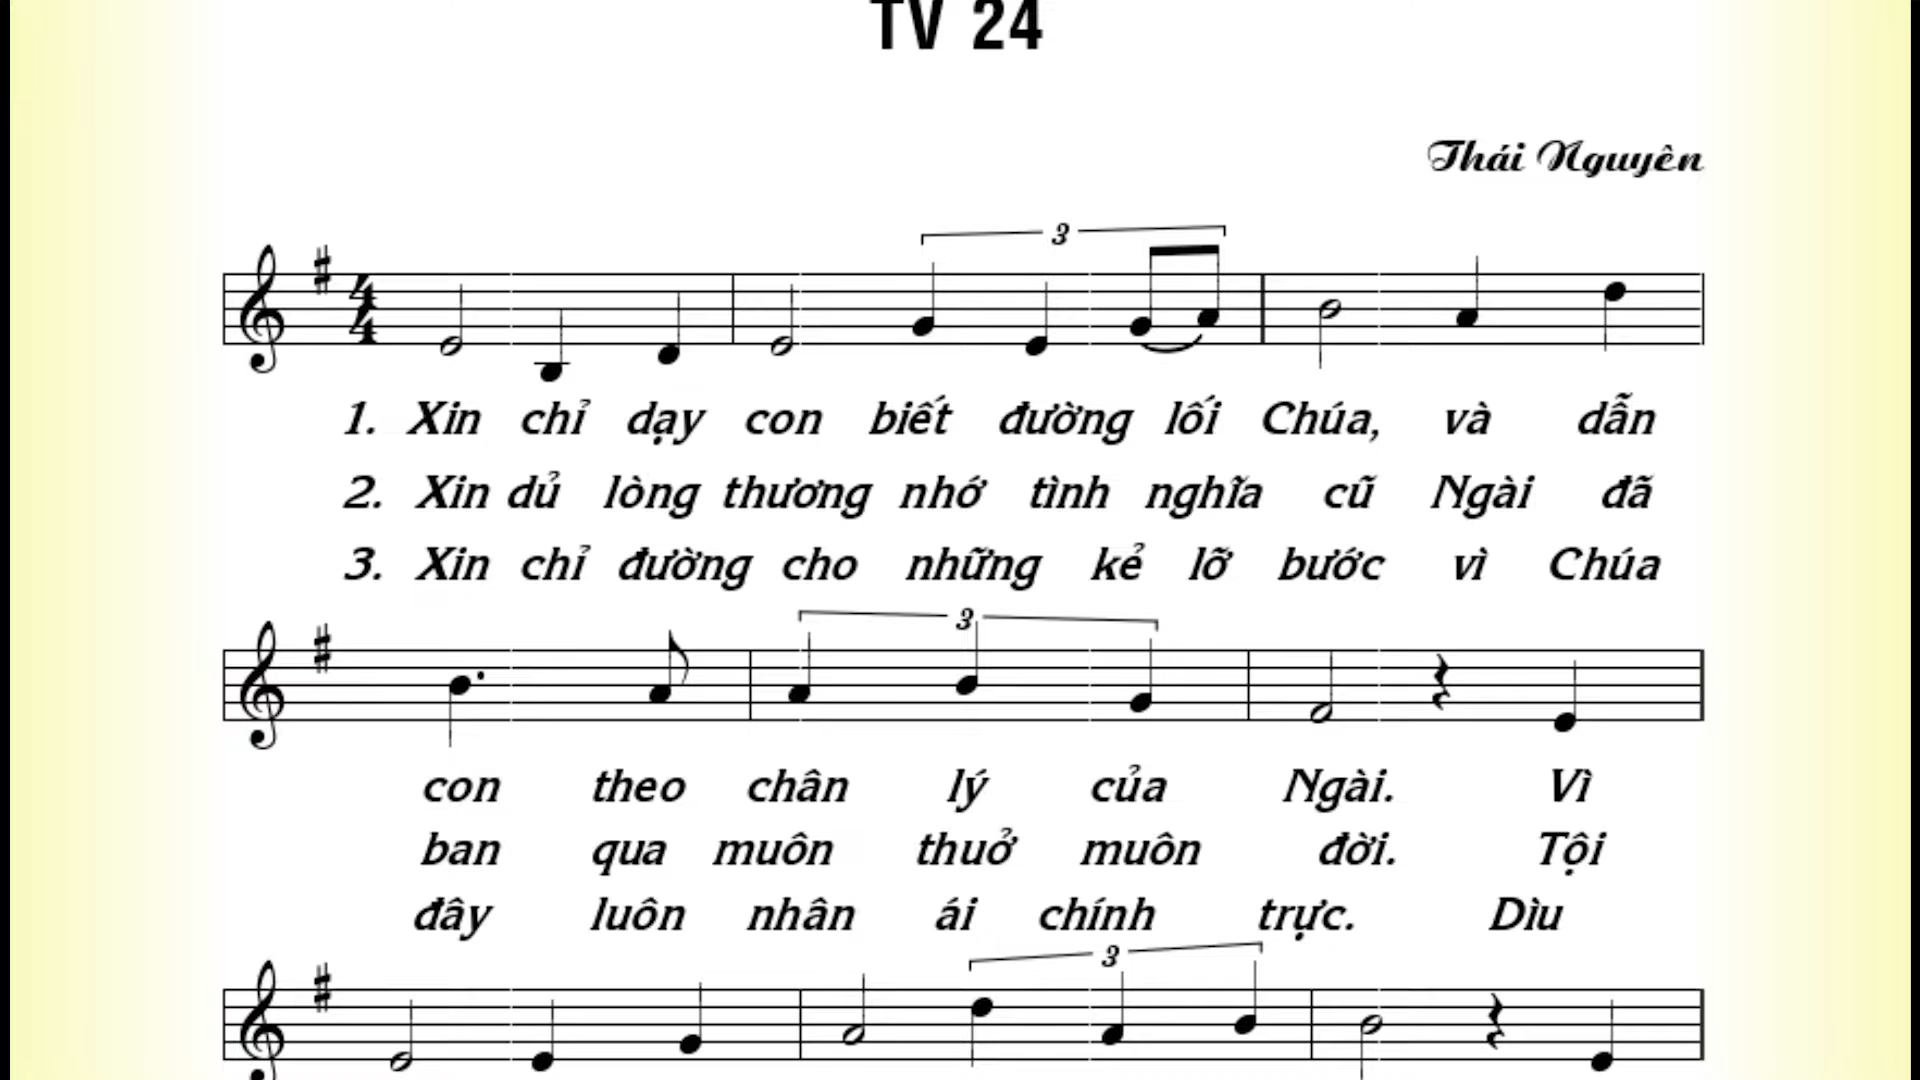 TV 24
Thái Nguyên
3
1. Xin chỉ dạy con biết đường lối Chúa, và dẫn
2. Xin dủ lòng thương nhớ tình nghĩa cũ Ngài đã
3. Xin chỉ đường cho những kẻ lỡ bước vì Chúa
3
con theo chân lý của Ngài. Vì
ban qua muôn thuở muôn đời. Tội
đây luôn nhân ái chính trực. Dìu
3